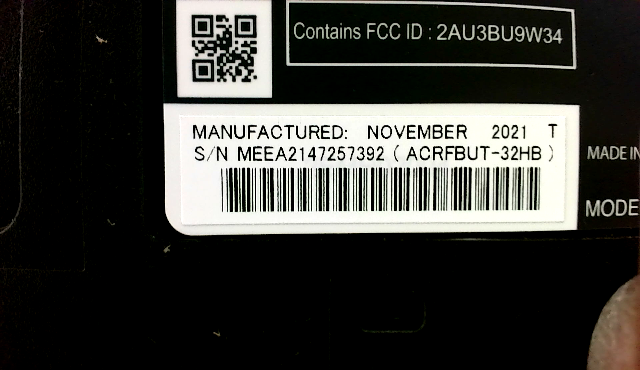 Contains FCC ID : 2AU3BU9W34
MANUFACTURED: NOVEMBER 2021 T
S/N MEEA2147257392 ( ACRFBUT-32HB )
MADE IN
MODE